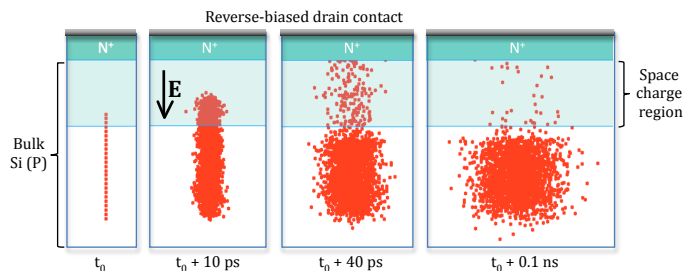 Reverse-biased drain contact
N⁺ N⁺ N⁺ N⁺
E
Space
charge
region
Bulk
Si (P)
t₀ t₀ + 10 ps t₀ + 40 ps t₀ + 0.1 ns